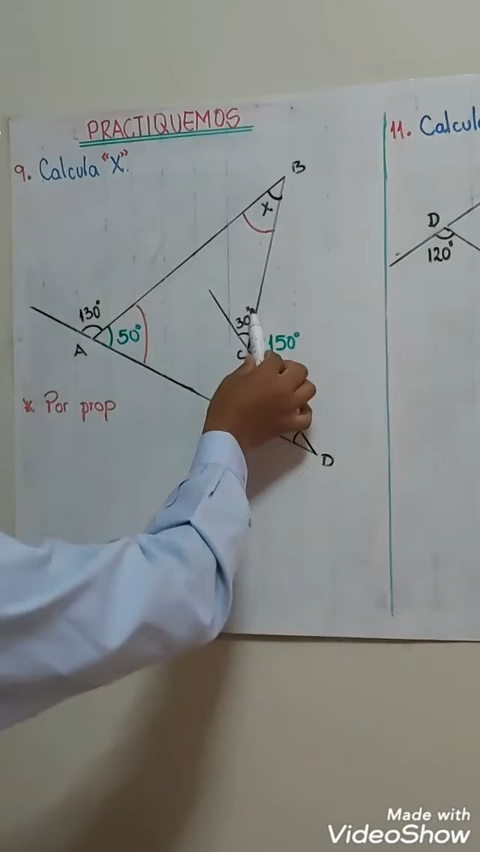 PRACTIQUEMOS
9. Calcula "X".
B
X
130°
50°
A
30°
C
150°
* Por prop
D
11. Calcul
D
120°
Made with
VideoShow